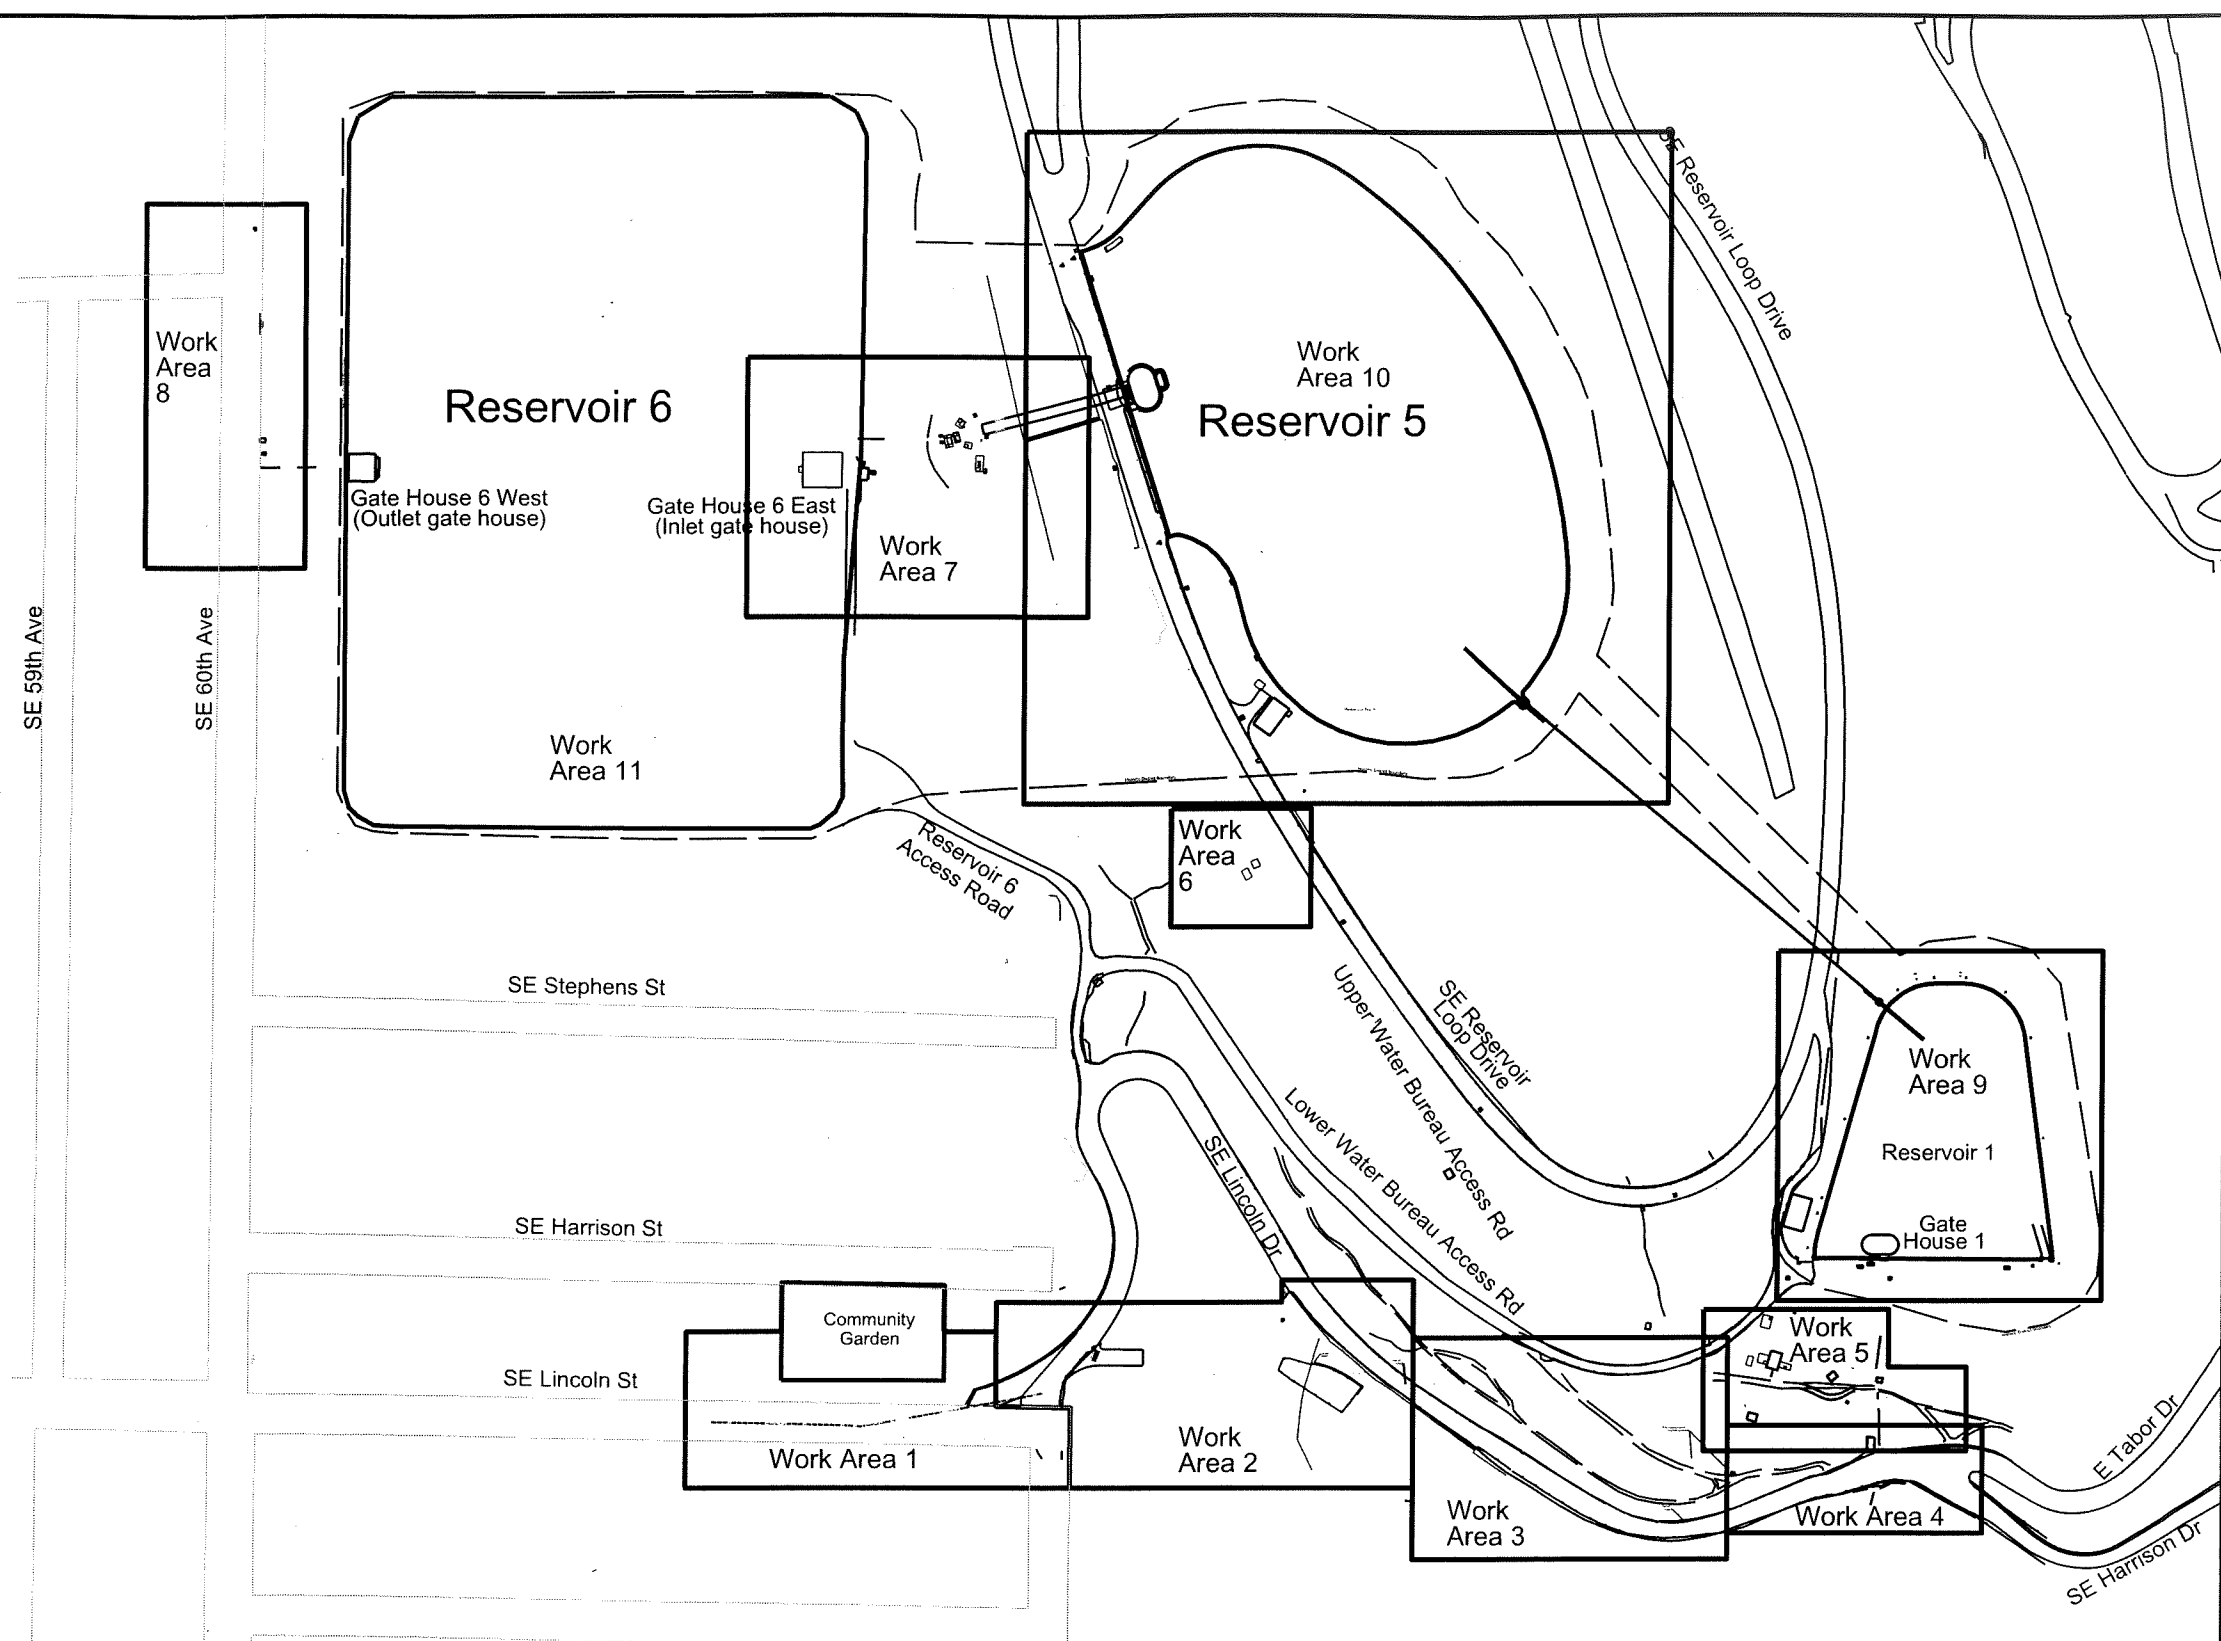 SE Reservoir Loop Drive
Work
Area
8
Work
Area 10
Reservoir 6
Reservoir 5
Gate House 6 West
(Outlet gate house)
Gate House 6 East
(Inlet gate house)
Work
Area 7
SE 59th Ave
SE 60th Ave
Work
Area 11
Reservoir 6
Access Road
Work
Area
6
SE Stephens St
Upper Water Bureau Access Rd
SE Reservoir
Loop Drive
Lower Water Bureau Access Rd
SE Lincoln Dr
Work
Area 9
Reservoir 1
Gate
House 1
SE Harrison St
Community
Garden
SE Lincoln St
Work Area 1
Work
Area 2
Work
Area 3
Work
Area 5
Work Area 4
E Tabor Dr
SE Harrison Dr